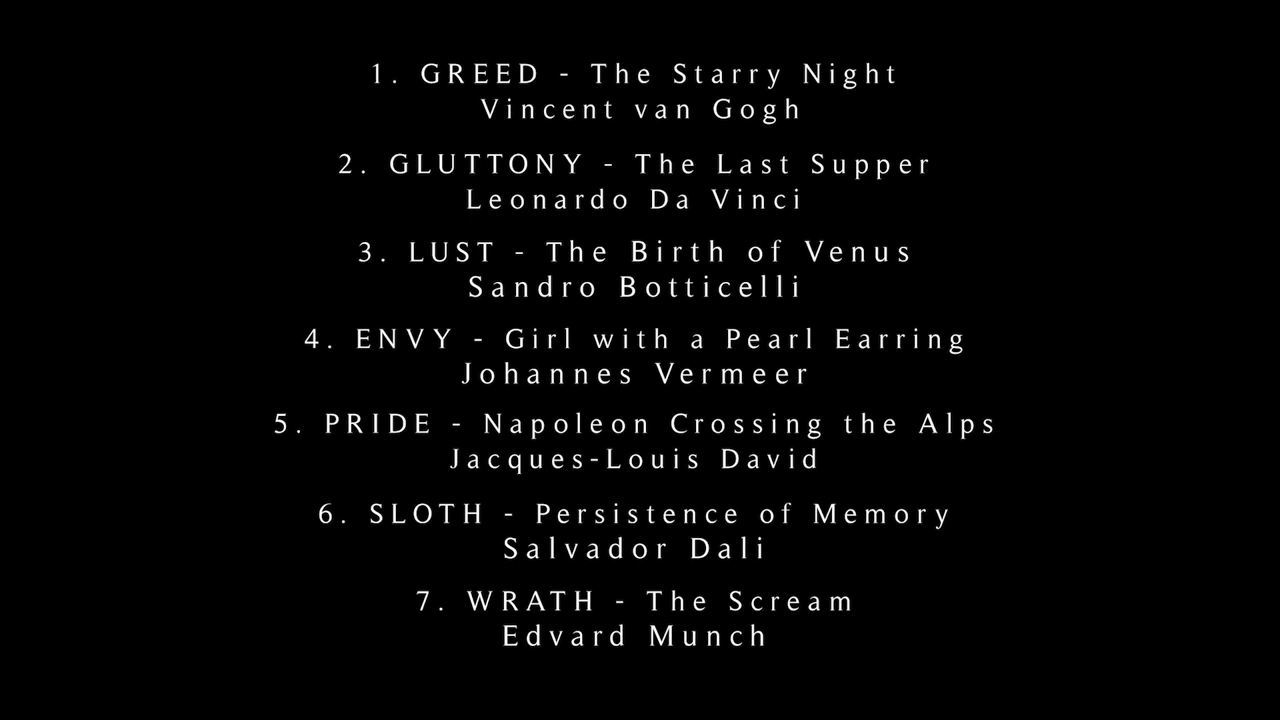 1. GREED - The Starry Night
Vincent van Gogh
2. GLUTTONY - The Last Supper
Leonardo Da Vinci
3. LUST - The Birth of Venus
Sandro Botticelli
4. ENVY - Girl with a Pearl Earring
Johannes Vermeer
5. PRIDE - Napoleon Crossing the Alps
Jacques-Louis David
6. SLOTH - Persistence of Memory
Salvador Dali
7. WRATH - The Scream
Edvard Munch